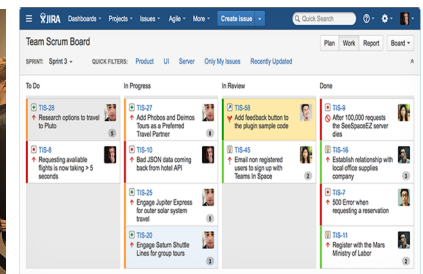 JIRA Dashboards Projects Issues Agile More Create issue Quick Search
Team Scrum Board
Plan Work Report Board
SPRINT: Sprint 3 QUICK FILTERS: Product UI Server Only My Issues Recently Updated
To Do
In Progress
In Review
Done
TIS-28
Research options to travel
to Pluto
5
TIS-8
Requesting available
flights is now taking > 5
seconds
TIS-27
Add Phobos and Deimos
Tours as a Preferred
Travel Partner
8
TIS-10
Bad JSON data coming
back from hotel API
TIS-25
Engage Jupiter Express
for outer solar system
travel
5
TIS-20
Engage Saturn Shuttle
Lines for group tours
3
TIS-58
Add feedback button to
the plugin sample code
TIS-45
Email non registered
users to sign up with
Teams In Space
2
TIS-9
After 100,000 requests
the SeeSpaceEZ server
dies
TIS-16
Establish relationship with
local office supplies
company
3
TIS-7
500 Error when
requesting a reservation
TIS-11
Register with the Mars
Ministry of Labor
2